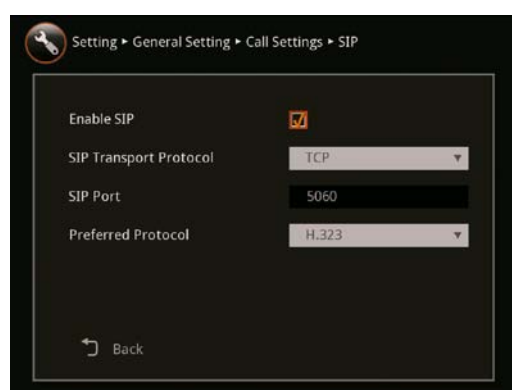 Setting ▸ General Setting ▸ Call Settings ▸ SIP
Enable SIP
SIP Transport Protocol TCP
SIP Port 5060
Preferred Protocol H.323
Back